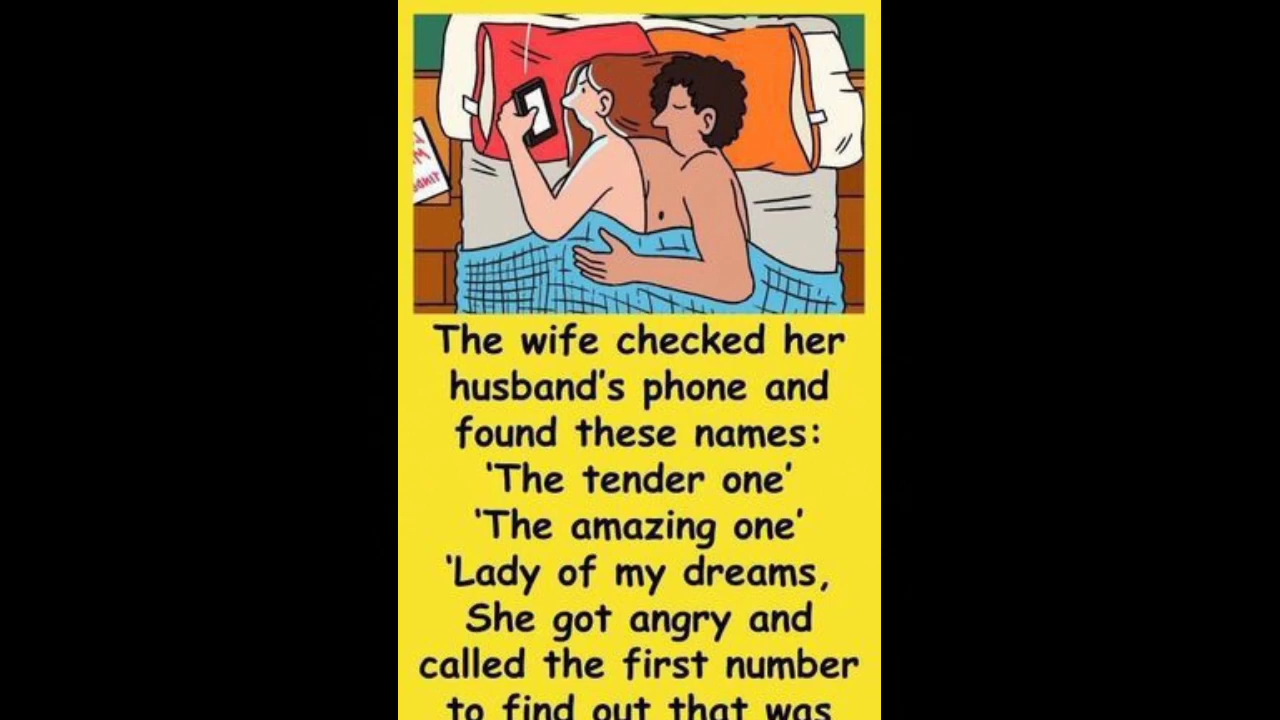 The wife checked her
husband's phone and
found these names:
'The tender one'
'The amazing one'
'Lady of my dreams,
She got angry and
called the first number
to find out that was